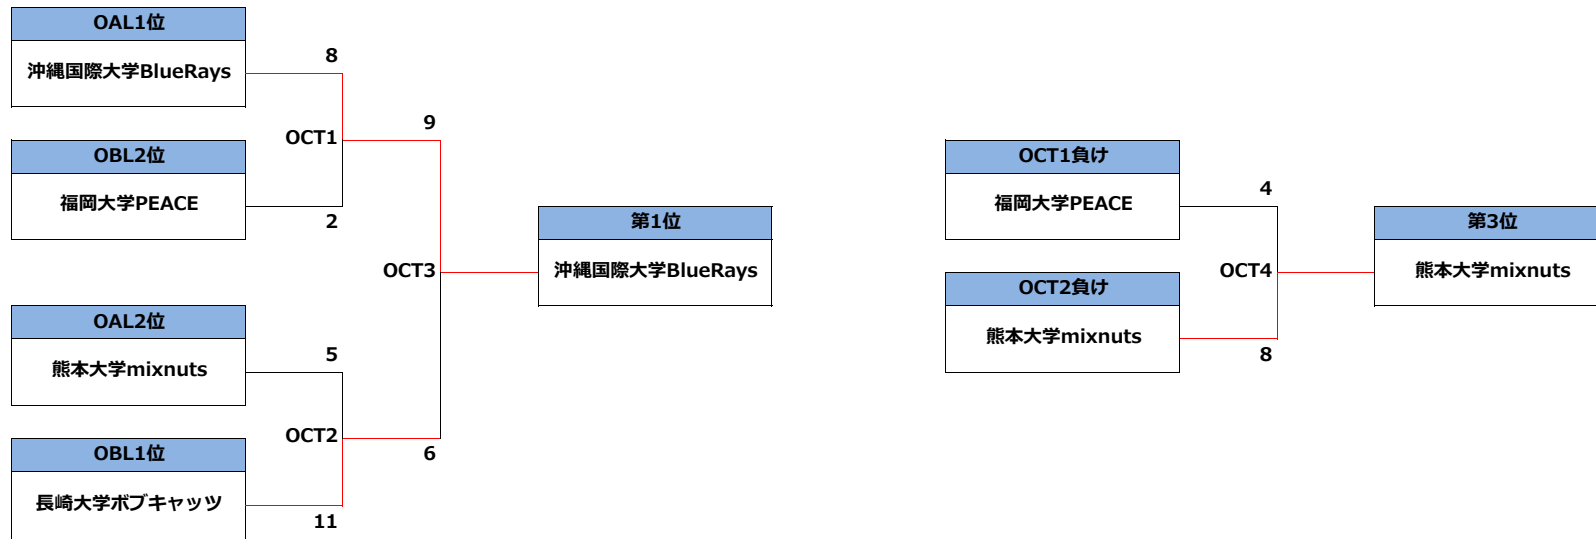 OAL1位
沖縄国際大学BlueRays
8
OCT1
9
OBL2位
福岡大学PEACE
2
OCT3
第1位
沖縄国際大学BlueRays
OAL2位
熊本大学mixnuts
5
OCT2
6
OBL1位
長崎大学ボブキャッツ
11
OCT1負け
福岡大学PEACE
4
OCT4
第3位
熊本大学mixnuts
OCT2負け
熊本大学mixnuts
8